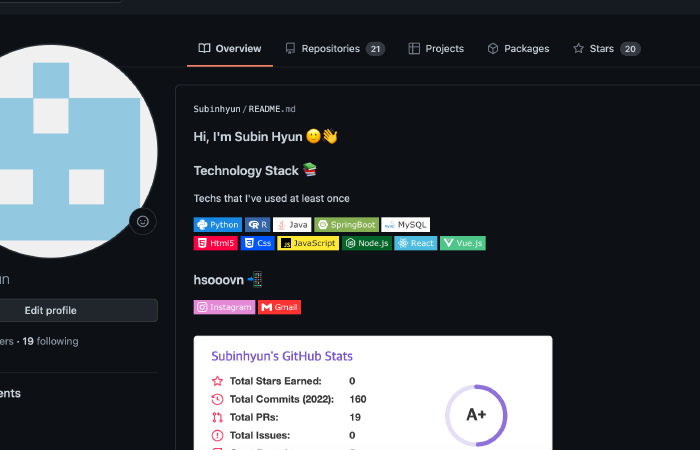 Overview Repositories 21 Projects Packages Stars 20
Subinhyun/README.md
Hi, I'm Subin Hyun
Technology Stack
Techs that I've used at least once
Python R Java SpringBoot MySQL
Html5 Css JavaScript Node.js React Vue.js
hsooovn
Instagram Gmail
Edit profile
19 following
Subinhyun's GitHub Stats
Total Stars Earned: 0
Total Commits (2022): 160
Total PRs: 19
Total Issues: 0
A+